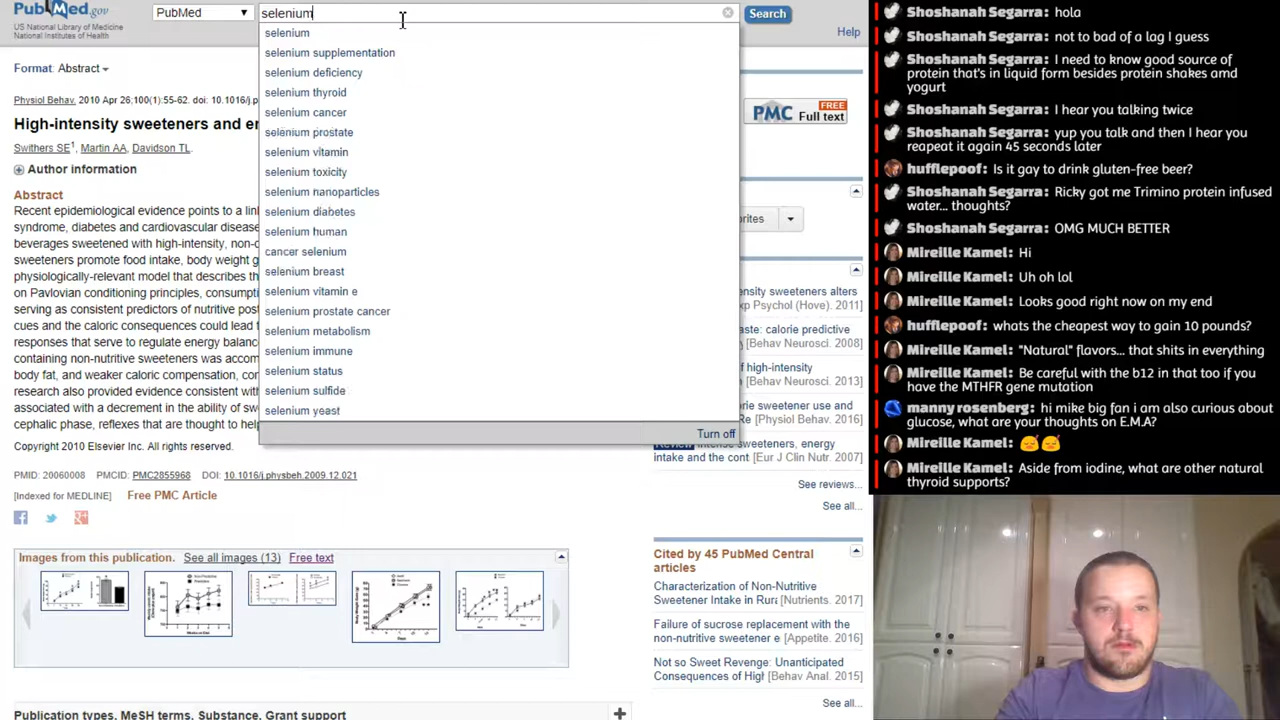 PubMed.gov
US National Library of Medicine
National Institutes of Health
PubMed
selenium
Search
Help
selenium
selenium supplementation
selenium deficiency
selenium thyroid
selenium cancer
selenium prostate
selenium vitamin
selenium toxicity
selenium nanoparticles
selenium diabetes
selenium human
cancer selenium
selenium breast
selenium vitamin e
selenium prostate cancer
selenium metabolism
selenium immune
selenium status
selenium sulfide
selenium yeast
Turn off
Format: Abstract
Physiol Behav. 2010 Apr 26;100(1):55-62. doi: 10.1016/j.p
High-intensity sweeteners and en
Swithers SE1, Martin AA, Davidson TL.
Author information
Abstract
Recent epidemiological evidence points to a lin
syndrome, diabetes and cardiovascular disease
beverages sweetened with high-intensity, non-c
sweeteners promote food intake, body weight g
physiologically-relevant model that describes th
on Pavlovian conditioning principles, consumpti
serving as consistent predictors of nutritive post
cues and the caloric consequences could lead t
responses that serve to regulate energy balance
containing non-nutritive sweeteners was accom
body fat, and weaker caloric compensation, con
research also provided evidence consistent with
associated with a decrement in the ability of sw
cephalic phase, reflexes that are thought to help
Copyright 2010 Elsevier Inc. All rights reserved.
PMID: 20060008 PMCID: PMC2855968 DOI: 10.1016/j.physbeh.2009.12.021
[Indexed for MEDLINE] Free PMC Article
Images from this publication. See all images (13) Free text
Publication types, MeSH terms, Substance, Grant support
PMC FREE
Full text
orites
ensity sweeteners alters
xp Psychol (Hove). 2011]
aste: calorie predictive
[Behav Neurosci. 2008]
of high-intensity
[Behav Neurosci. 2013]
orie sweetener use and
Re [Physiol Behav. 2016]
Review Intense sweeteners, energy
intake and the cont [Eur J Clin Nutr. 2007]
See reviews...
See all...
Cited by 45 PubMed Central
articles
Characterization of Non-Nutritive
Sweetener Intake in Rura [Nutrients. 2017]
Failure of sucrose replacement with the
non-nutritive sweetener e [Appetite. 2016]
Not so Sweet Revenge: Unanticipated
Consequences of High [Behav Anal. 2015]
See all...
Shoshanah Segarra: hola
Shoshanah Segarra: not to bad of a lag I guess
Shoshanah Segarra: I need to know good source of
protein that's in liquid form besides protein shakes amd
yogurt
Shoshanah Segarra: I hear you talking twice
Shoshanah Segarra: yup you talk and then I hear you
reapeat it again 45 seconds later
hufflepoof: Is it gay to drink gluten-free beer?
Shoshanah Segarra: Ricky got me Trimino protein infused
water... thoughts?
Shoshanah Segarra: OMG MUCH BETTER
Mireille Kamel: Hi
Mireille Kamel: Uh oh lol
Mireille Kamel: Looks good right now on my end
hufflepoof: whats the cheapest way to gain 10 pounds?
Mireille Kamel: "Natural" flavors... that shits in everything
Mireille Kamel: Be careful with the b12 in that too if you
have the MTHFR gene mutation
manny rosenberg: hi mike big fan i am also curious about
glucose, what are your thoughts on E.M.A?
Mireille Kamel: 😴😴
Mireille Kamel: Aside from iodine, what are other natural
thyroid supports?